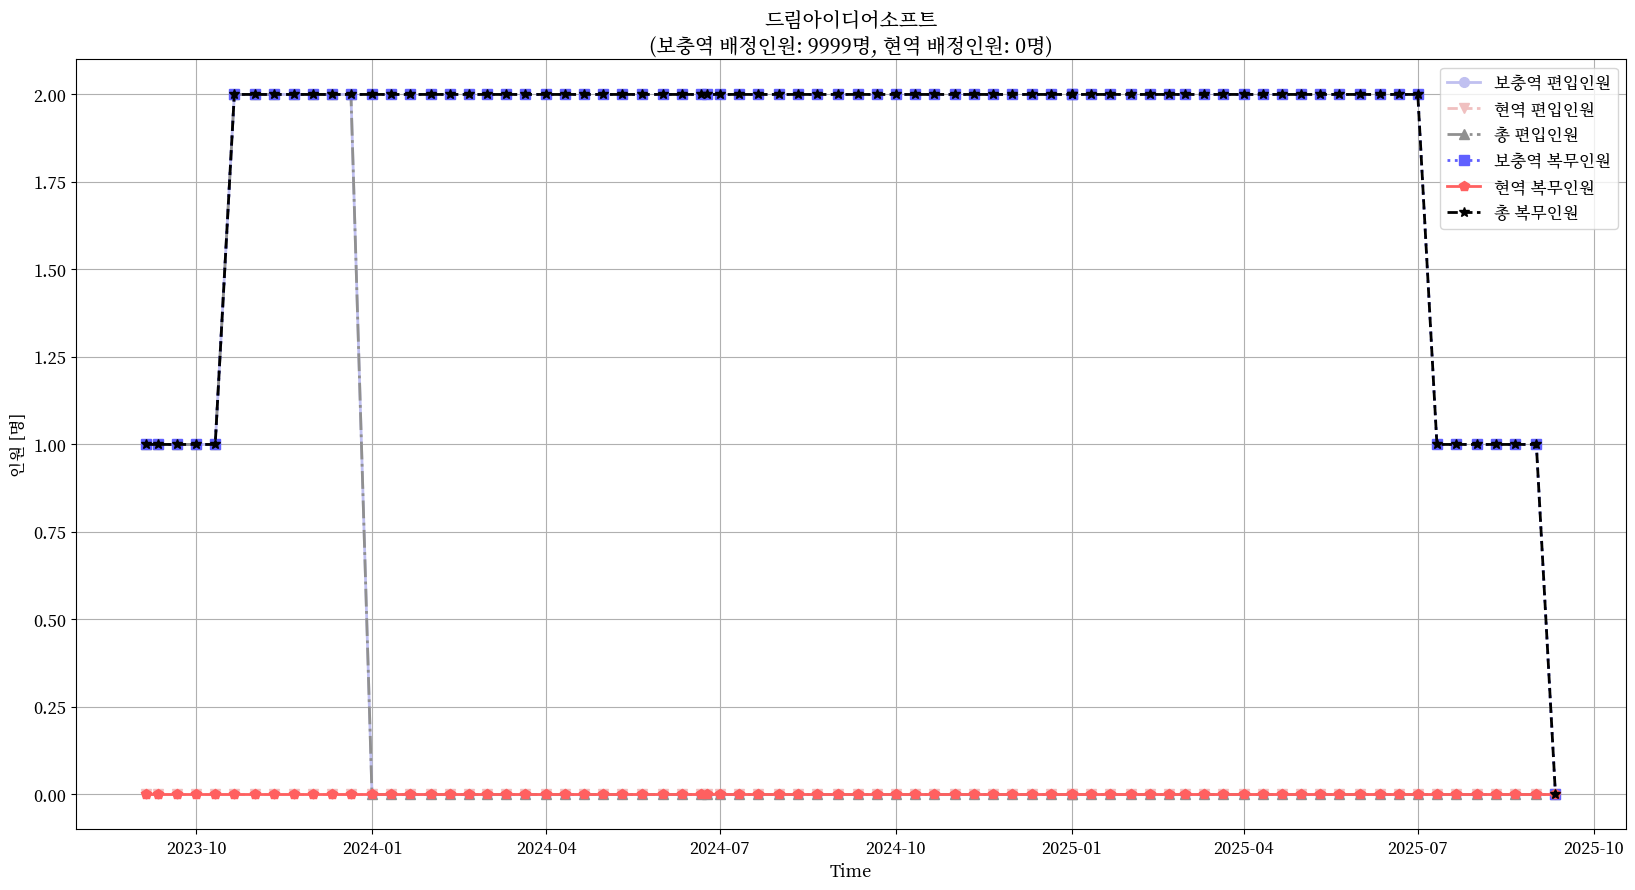 드림아이디어소프트
(보충역 배정인원: 9999명, 현역 배정인원: 0명)
보충역 편입인원
현역 편입인원
총 편입인원
보충역 복무인원
현역 복무인원
총 복무인원
인원 [명]
2.00
1.75
1.50
1.25
1.00
0.75
0.50
0.25
0.00
2023-10
2024-01
2024-04
2024-07
2024-10
2025-01
2025-04
2025-07
2025-10
Time